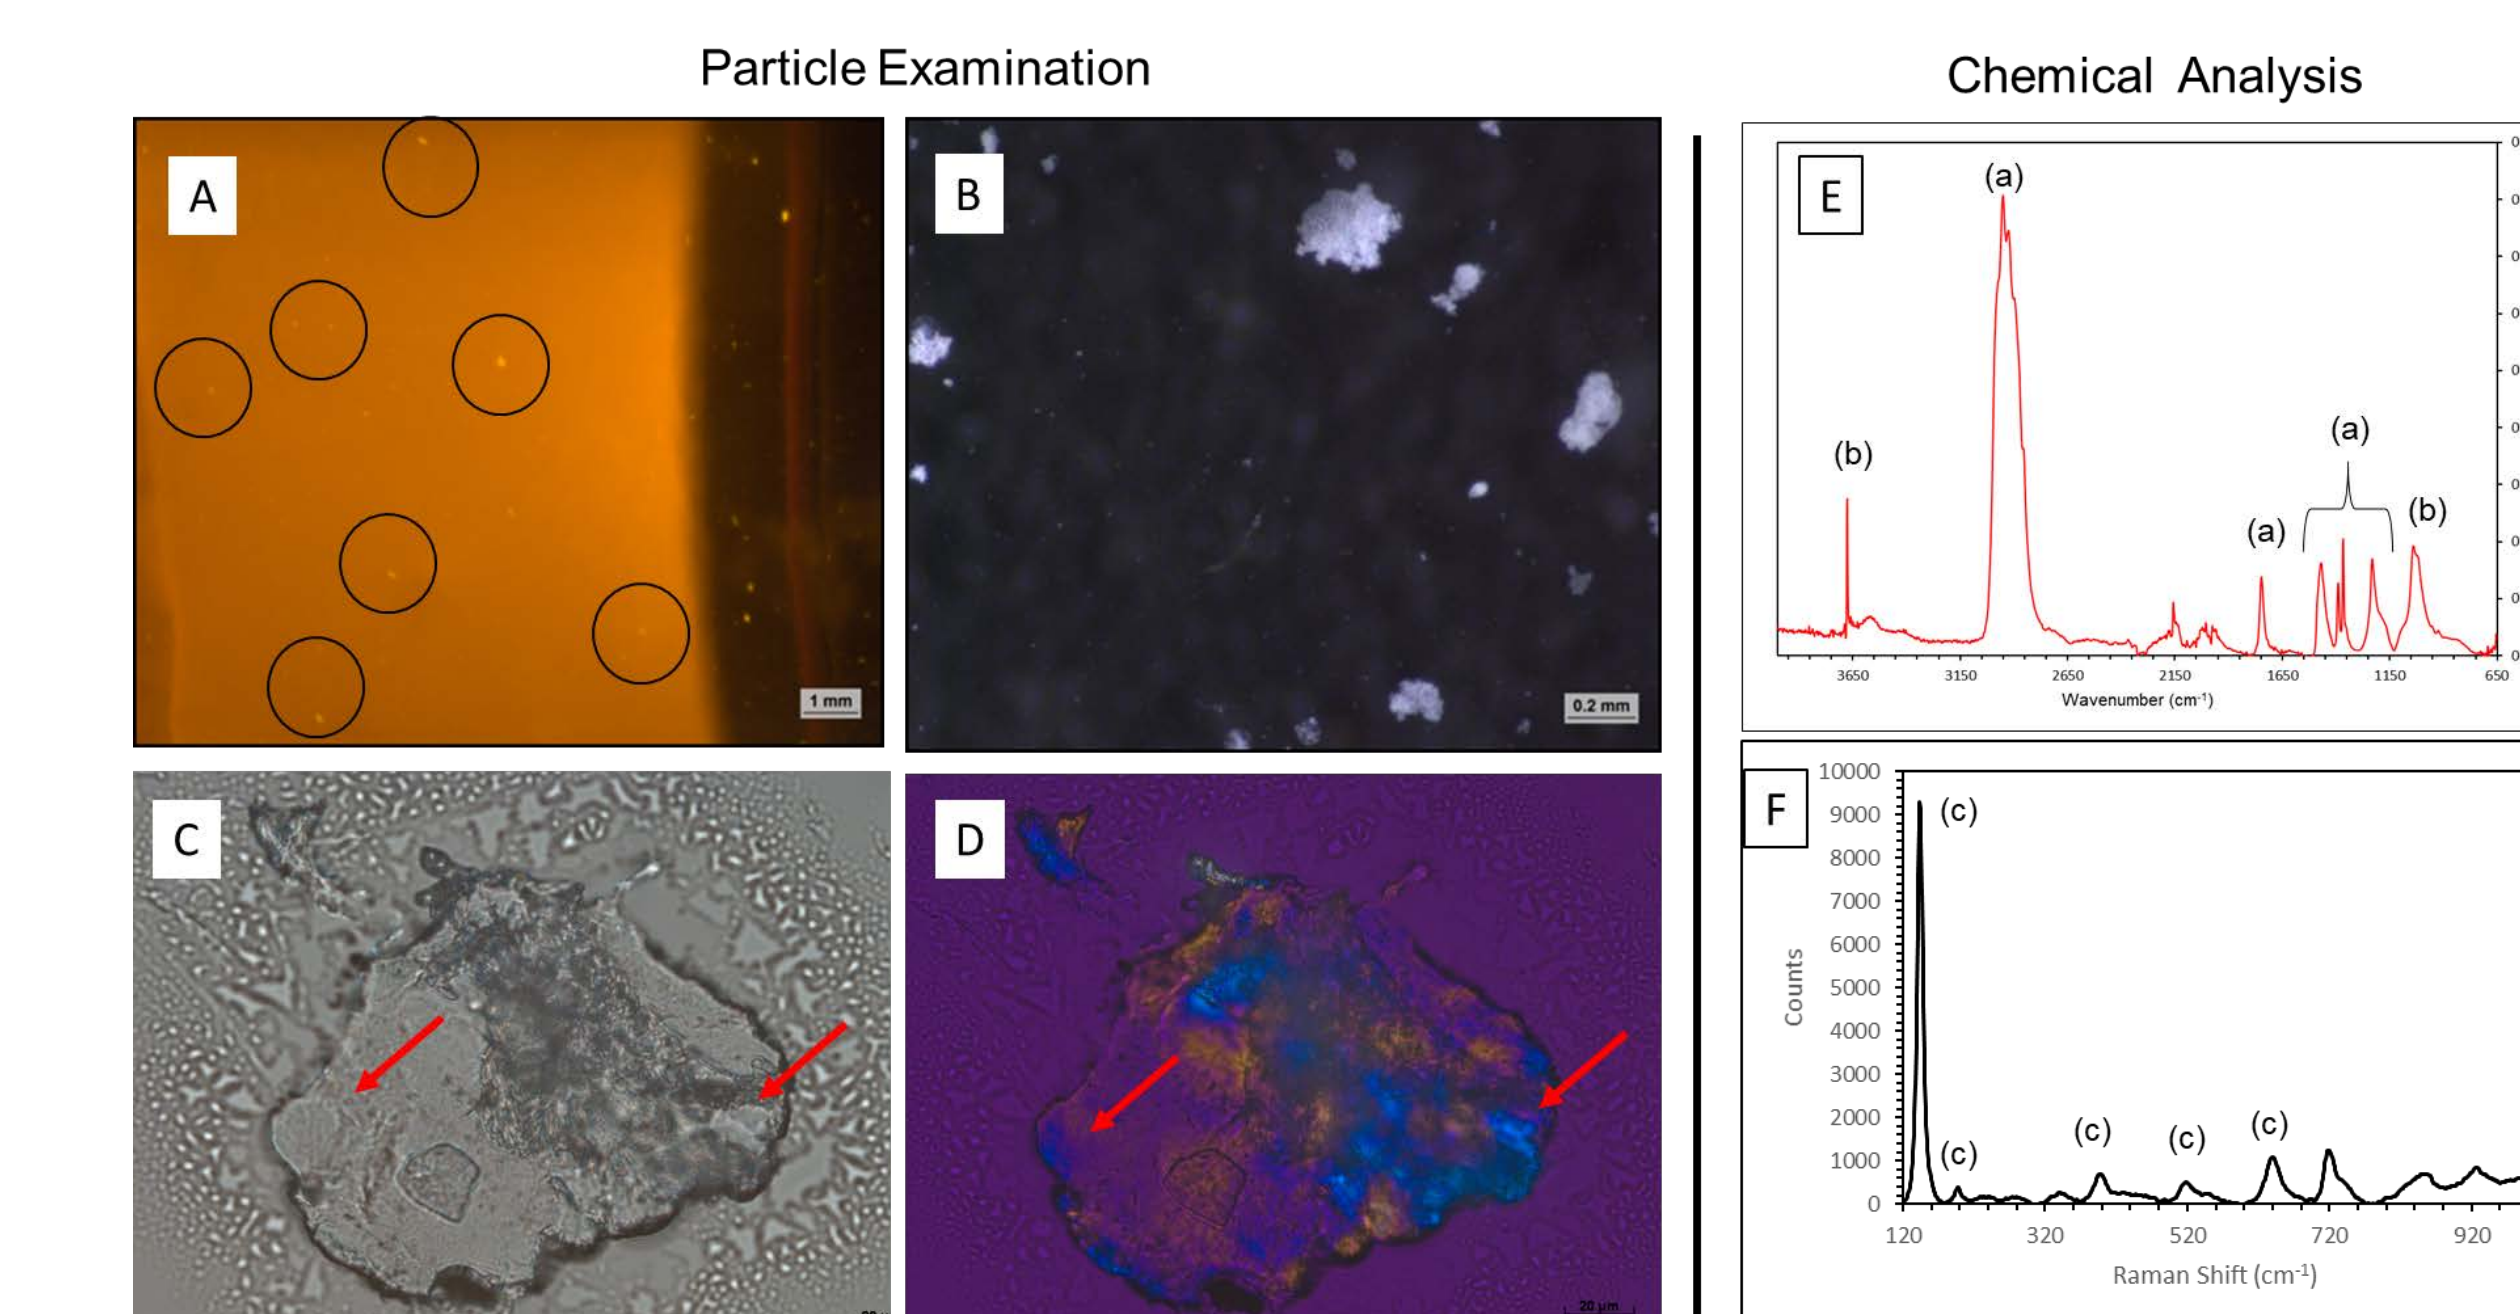 Particle Examination
Chemical Analysis
A
1 mm
B
0.2 mm
C
D
20 µm
E
(a)
(b)
(a)
(a)
(b)
3650 3150 2650 2150 1650 1150 650
Wavenumber (cm-1)
F
10000
9000
8000
7000
6000
5000
4000
3000
2000
1000
0
Counts
(c)
(c)
(c)
(c)
(c)
120 320 520 720 920
Raman Shift (cm-1)